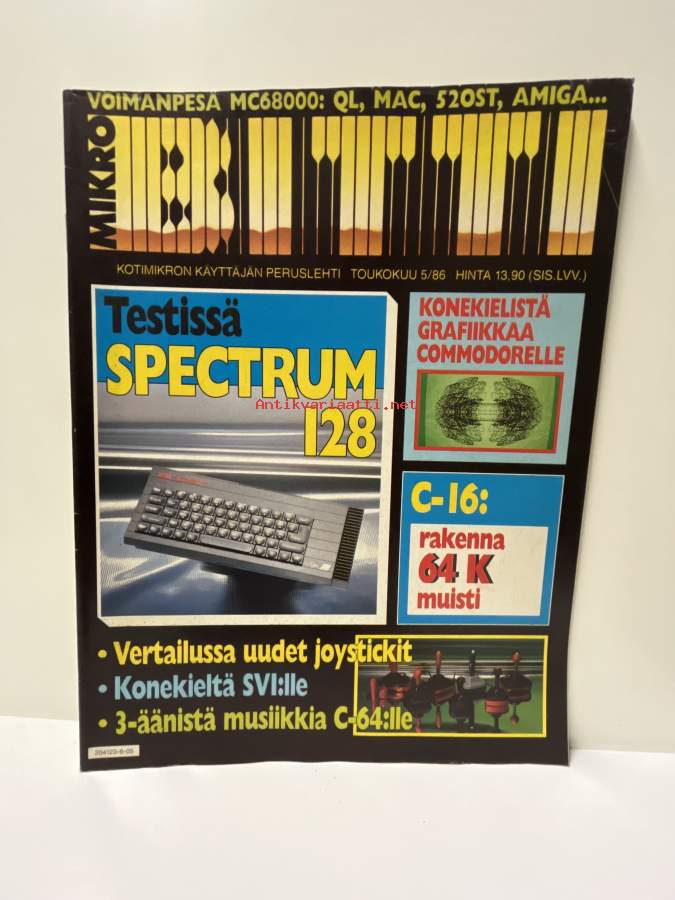 VOIMANPESÄ MC68000: QL, MAC, 520ST, AMIGA...
MIKRO
BITTI
KOTIMIKRON KÄYTTÄJÄN PERUSLEHTI TOUKOKUU 5/86 HINTA 13,90 (SIS.LVV.)
Testissä
SPECTRUM
128
KONEKIELISTÄ
GRAFIIKKAA
COMMODORELLE
Antikvariaatti.net
C-16:
rakenna
64 K
muisti
• Vertailussa uudet joystickit
• Konekieltä SVI:lle
• 3-äänistä musiikkia C-64:lle
204123-6-05